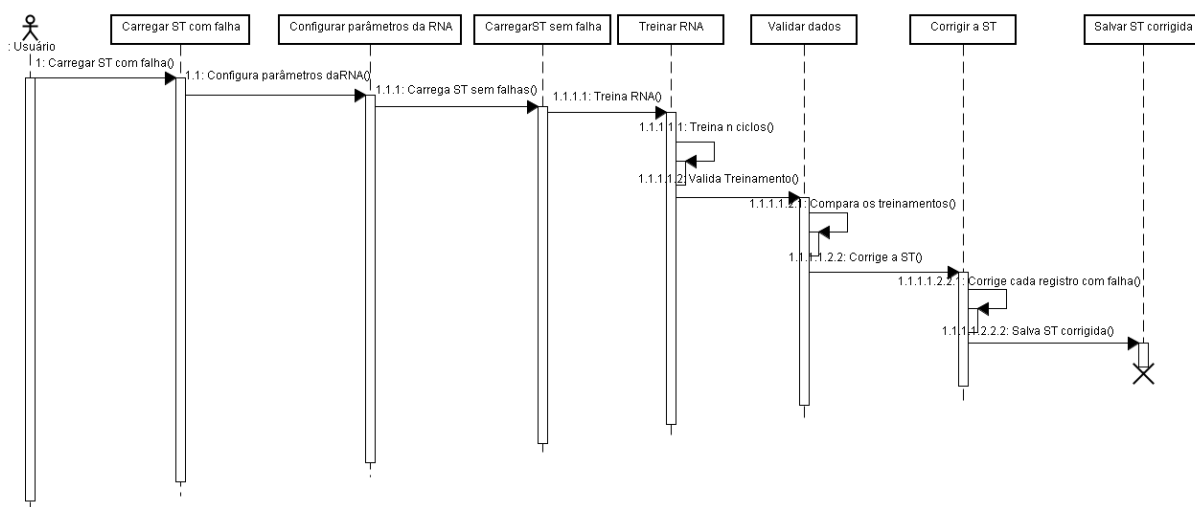 Carregar ST com falha
Configurar parâmetros da RNA
CarregarST sem falha
Treinar RNA
Validar dados
Corrigir a ST
Salvar ST corrigida
: Usuário
1: Carregar ST com falha()
1.1: Configura parâmetros daRNA()
1.1.1: Carrega ST sem falhas()
1.1.1.1: Treina RNA()
1.1.1.1.1: Treina n ciclos()
1.1.1.1.2: Valida Treinamento()
1.1.1.1.2.1: Compara os treinamentos()
1.1.1.1.2.2: Corrige a ST()
1.1.1.1.2.2.1: Corrige cada registro com falha()
1.1.1.1.2.2.2: Salva ST corrigida()